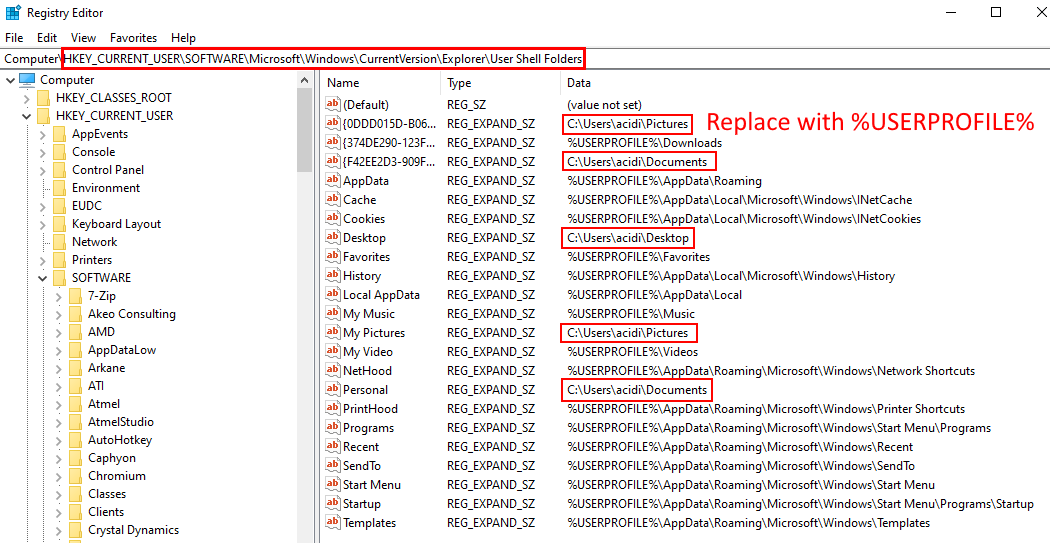 Registry Editor
File Edit View Favorites Help
Computer\HKEY_CURRENT_USER\SOFTWARE\Microsoft\Windows\CurrentVersion\Explorer\User Shell Folders
Computer
HKEY_CLASSES_ROOT
HKEY_CURRENT_USER
AppEvents
Console
Control Panel
Environment
EUDC
Keyboard Layout
Network
Printers
SOFTWARE
7-Zip
Akeo Consulting
AMD
AppDataLow
Arkane
ATI
Atmel
AtmelStudio
AutoHotkey
Caphyon
Chromium
Classes
Clients
Crystal Dynamics
Name Type Data
(Default) REG_SZ (value not set)
{0DDD015D-B06... REG_EXPAND_SZ C:\Users\acidi\Pictures Replace with %USERPROFILE%
{374DE290-123F... REG_EXPAND_SZ %USERPROFILE%\Downloads
{F42EE2D3-909F... REG_EXPAND_SZ C:\Users\acidi\Documents
AppData REG_EXPAND_SZ %USERPROFILE%\AppData\Roaming
Cache REG_EXPAND_SZ %USERPROFILE%\AppData\Local\Microsoft\Windows\INetCache
Cookies REG_EXPAND_SZ %USERPROFILE%\AppData\Local\Microsoft\Windows\INetCookies
Desktop REG_EXPAND_SZ C:\Users\acidi\Desktop
Favorites REG_EXPAND_SZ %USERPROFILE%\Favorites
History REG_EXPAND_SZ %USERPROFILE%\AppData\Local\Microsoft\Windows\History
Local AppData REG_EXPAND_SZ %USERPROFILE%\AppData\Local
My Music REG_EXPAND_SZ %USERPROFILE%\Music
My Pictures REG_EXPAND_SZ C:\Users\acidi\Pictures
My Video REG_EXPAND_SZ %USERPROFILE%\Videos
NetHood REG_EXPAND_SZ %USERPROFILE%\AppData\Roaming\Microsoft\Windows\Network Shortcuts
Personal REG_EXPAND_SZ C:\Users\acidi\Documents
PrintHood REG_EXPAND_SZ %USERPROFILE%\AppData\Roaming\Microsoft\Windows\Printer Shortcuts
Programs REG_EXPAND_SZ %USERPROFILE%\AppData\Roaming\Microsoft\Windows\Start Menu\Programs
Recent REG_EXPAND_SZ %USERPROFILE%\AppData\Roaming\Microsoft\Windows\Recent
SendTo REG_EXPAND_SZ %USERPROFILE%\AppData\Roaming\Microsoft\Windows\SendTo
Start Menu REG_EXPAND_SZ %USERPROFILE%\AppData\Roaming\Microsoft\Windows\Start Menu
Startup REG_EXPAND_SZ %USERPROFILE%\AppData\Roaming\Microsoft\Windows\Start Menu\Programs\Startup
Templates REG_EXPAND_SZ %USERPROFILE%\AppData\Roaming\Microsoft\Windows\Templates